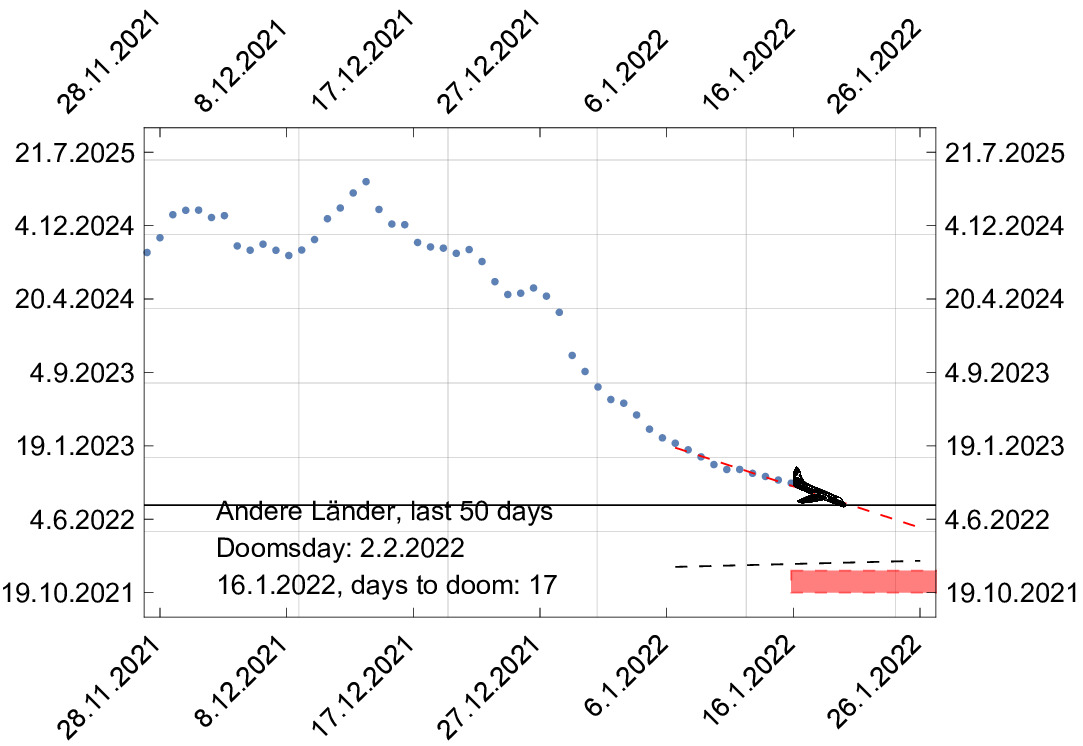 28.11.2021 8.12.2021 17.12.2021 27.12.2021 6.1.2022 16.1.2022 26.1.2022
21.7.2025 21.7.2025
4.12.2024 4.12.2024
20.4.2024 20.4.2024
4.9.2023 4.9.2023
19.1.2023 19.1.2023
Andere Länder, last 50 days
4.6.2022 4.6.2022
Doomsday: 2.2.2022
16.1.2022, days to doom: 17
19.10.2021 19.10.2021
28.11.2021 8.12.2021 17.12.2021 27.12.2021 6.1.2022 16.1.2022 26.1.2022